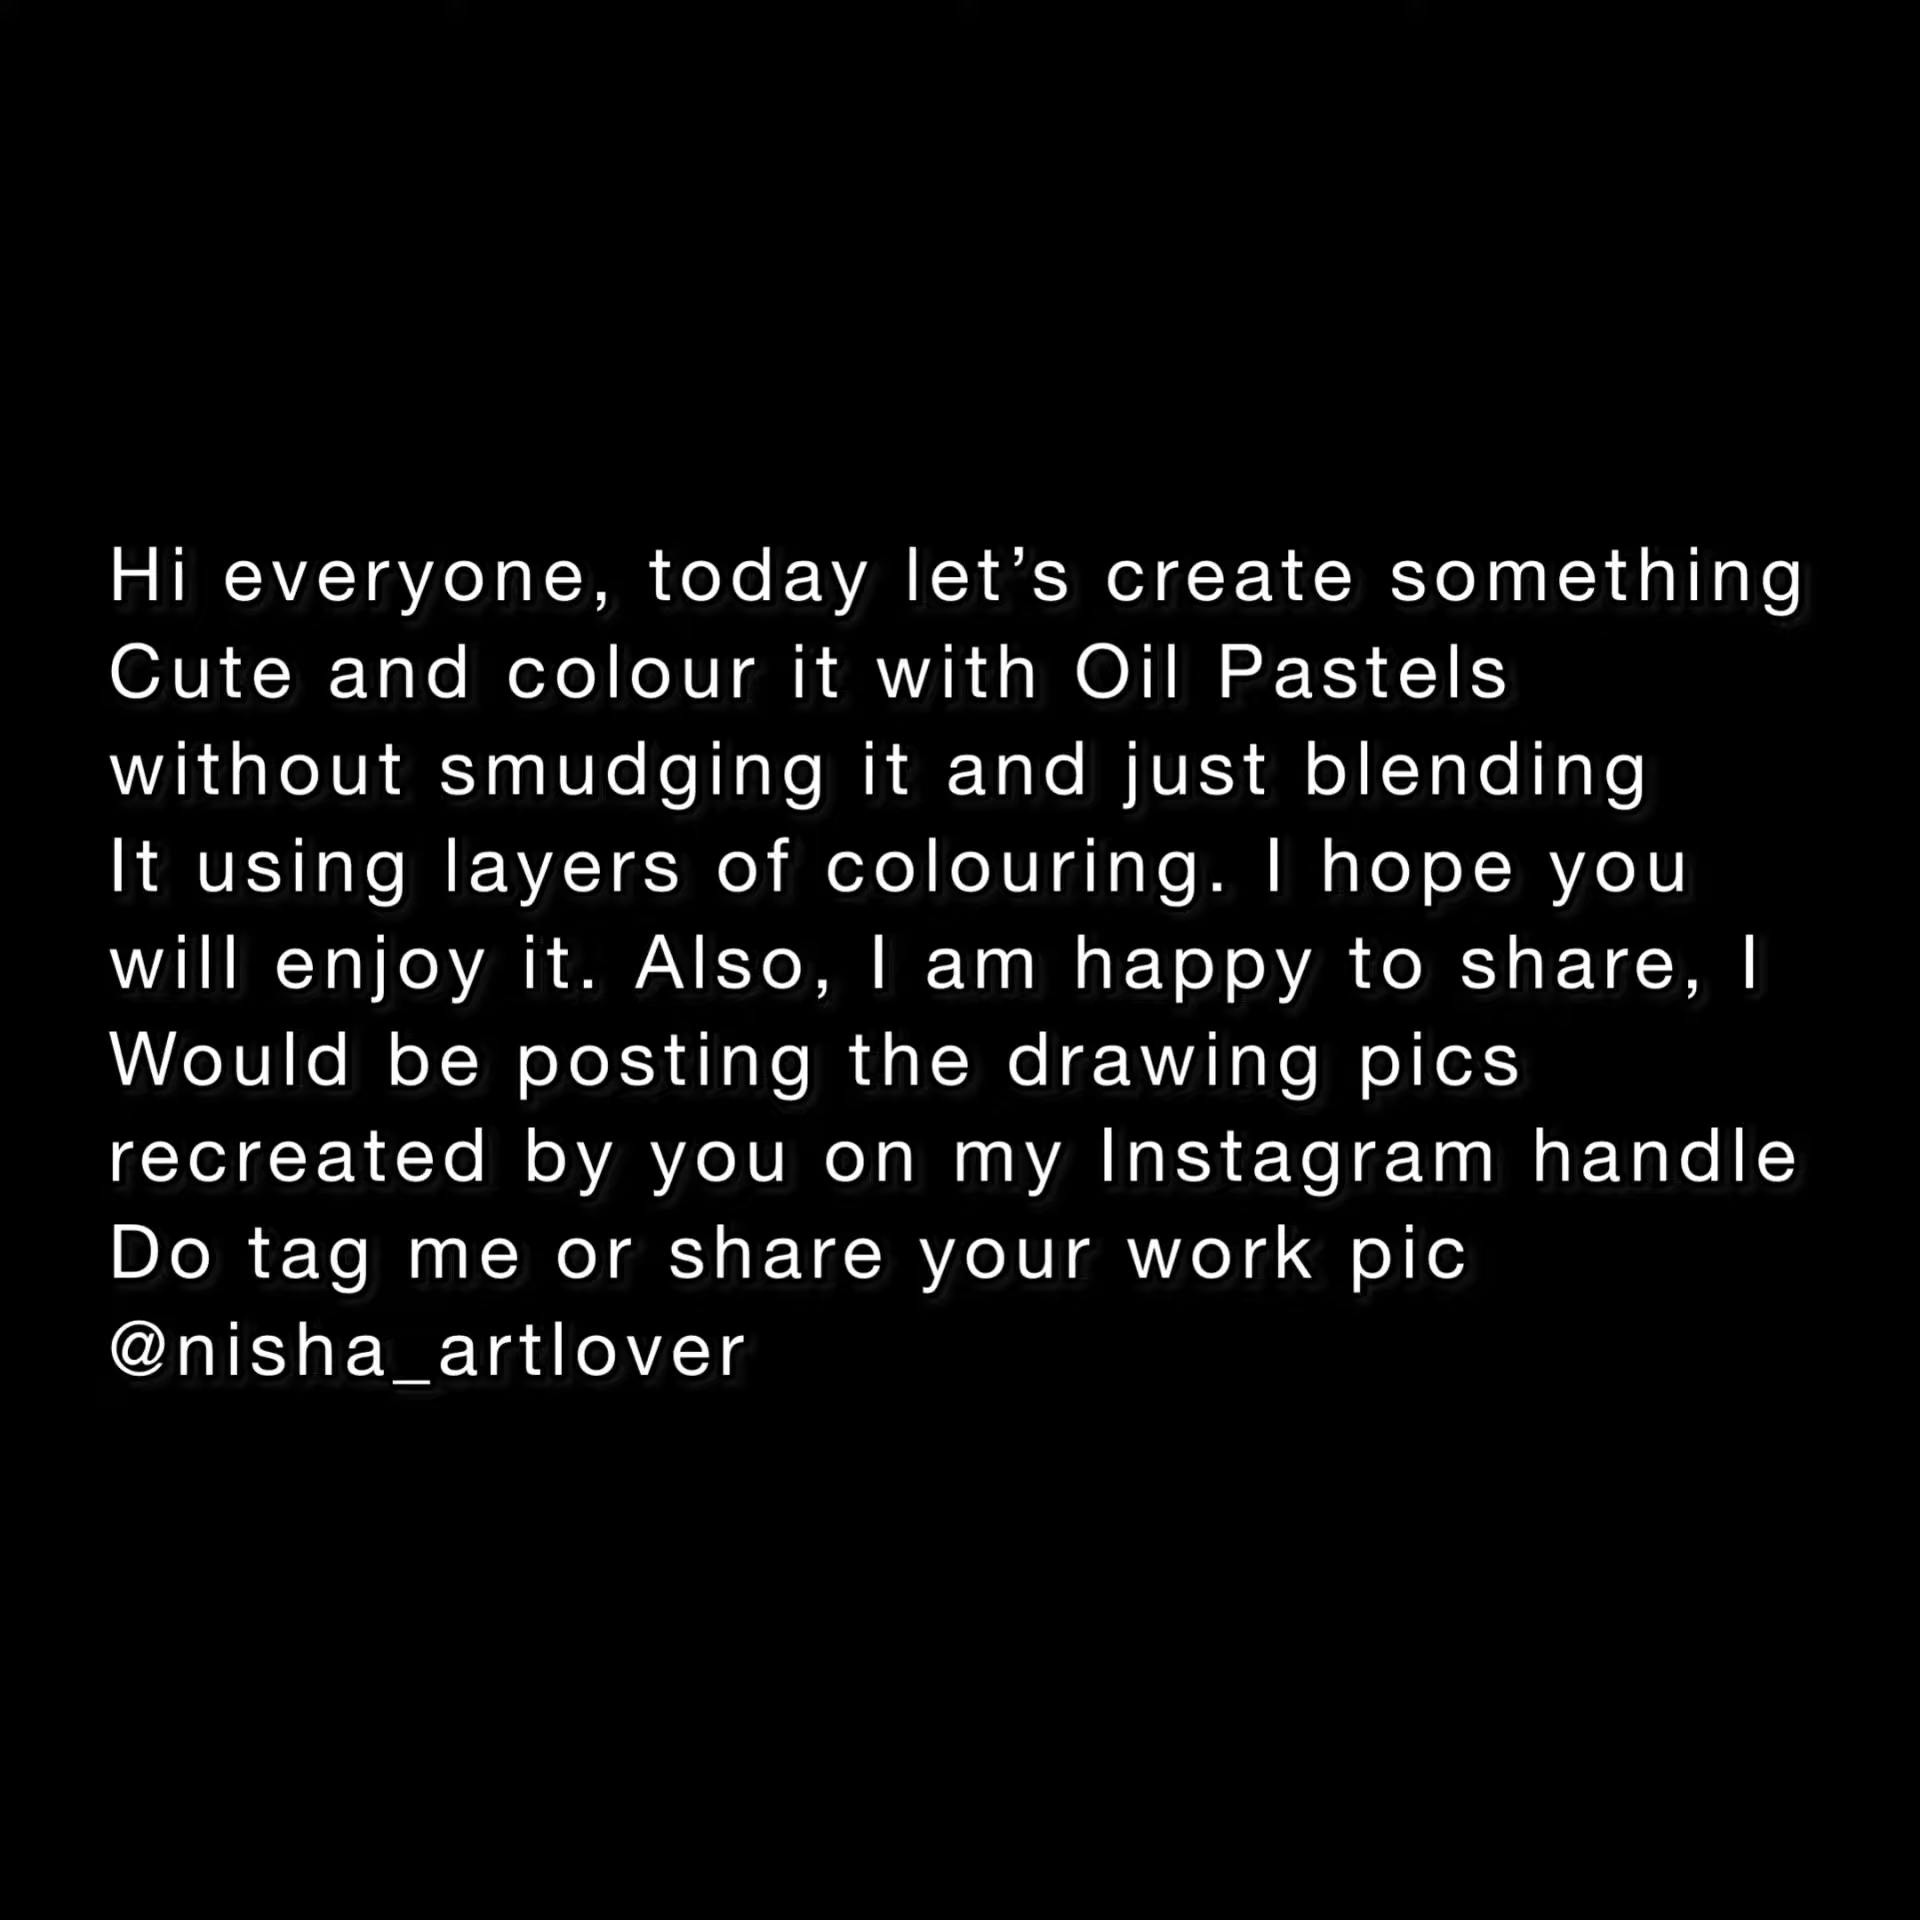 Hi everyone, today let’s create something
Cute and colour it with Oil Pastels
without smudging it and just blending
It using layers of colouring. I hope you
will enjoy it. Also, I am happy to share, I
Would be posting the drawing pics
recreated by you on my Instagram handle
Do tag me or share your work pic
@nisha_artlover